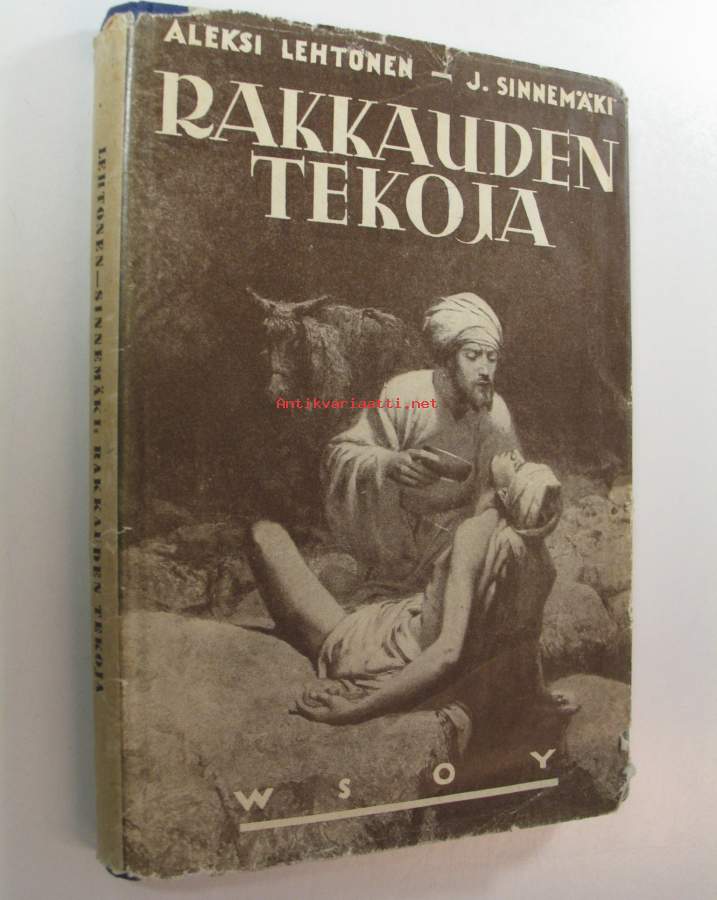 ALEKSI LEHTONEN — J. SINNEMÄKI
RAKKAUDEN
TEKOJA
Antikvariaatti.net
WSOY
LEHTONEN—SINNEMÄKI, RAKKAUDEN TEKOJA